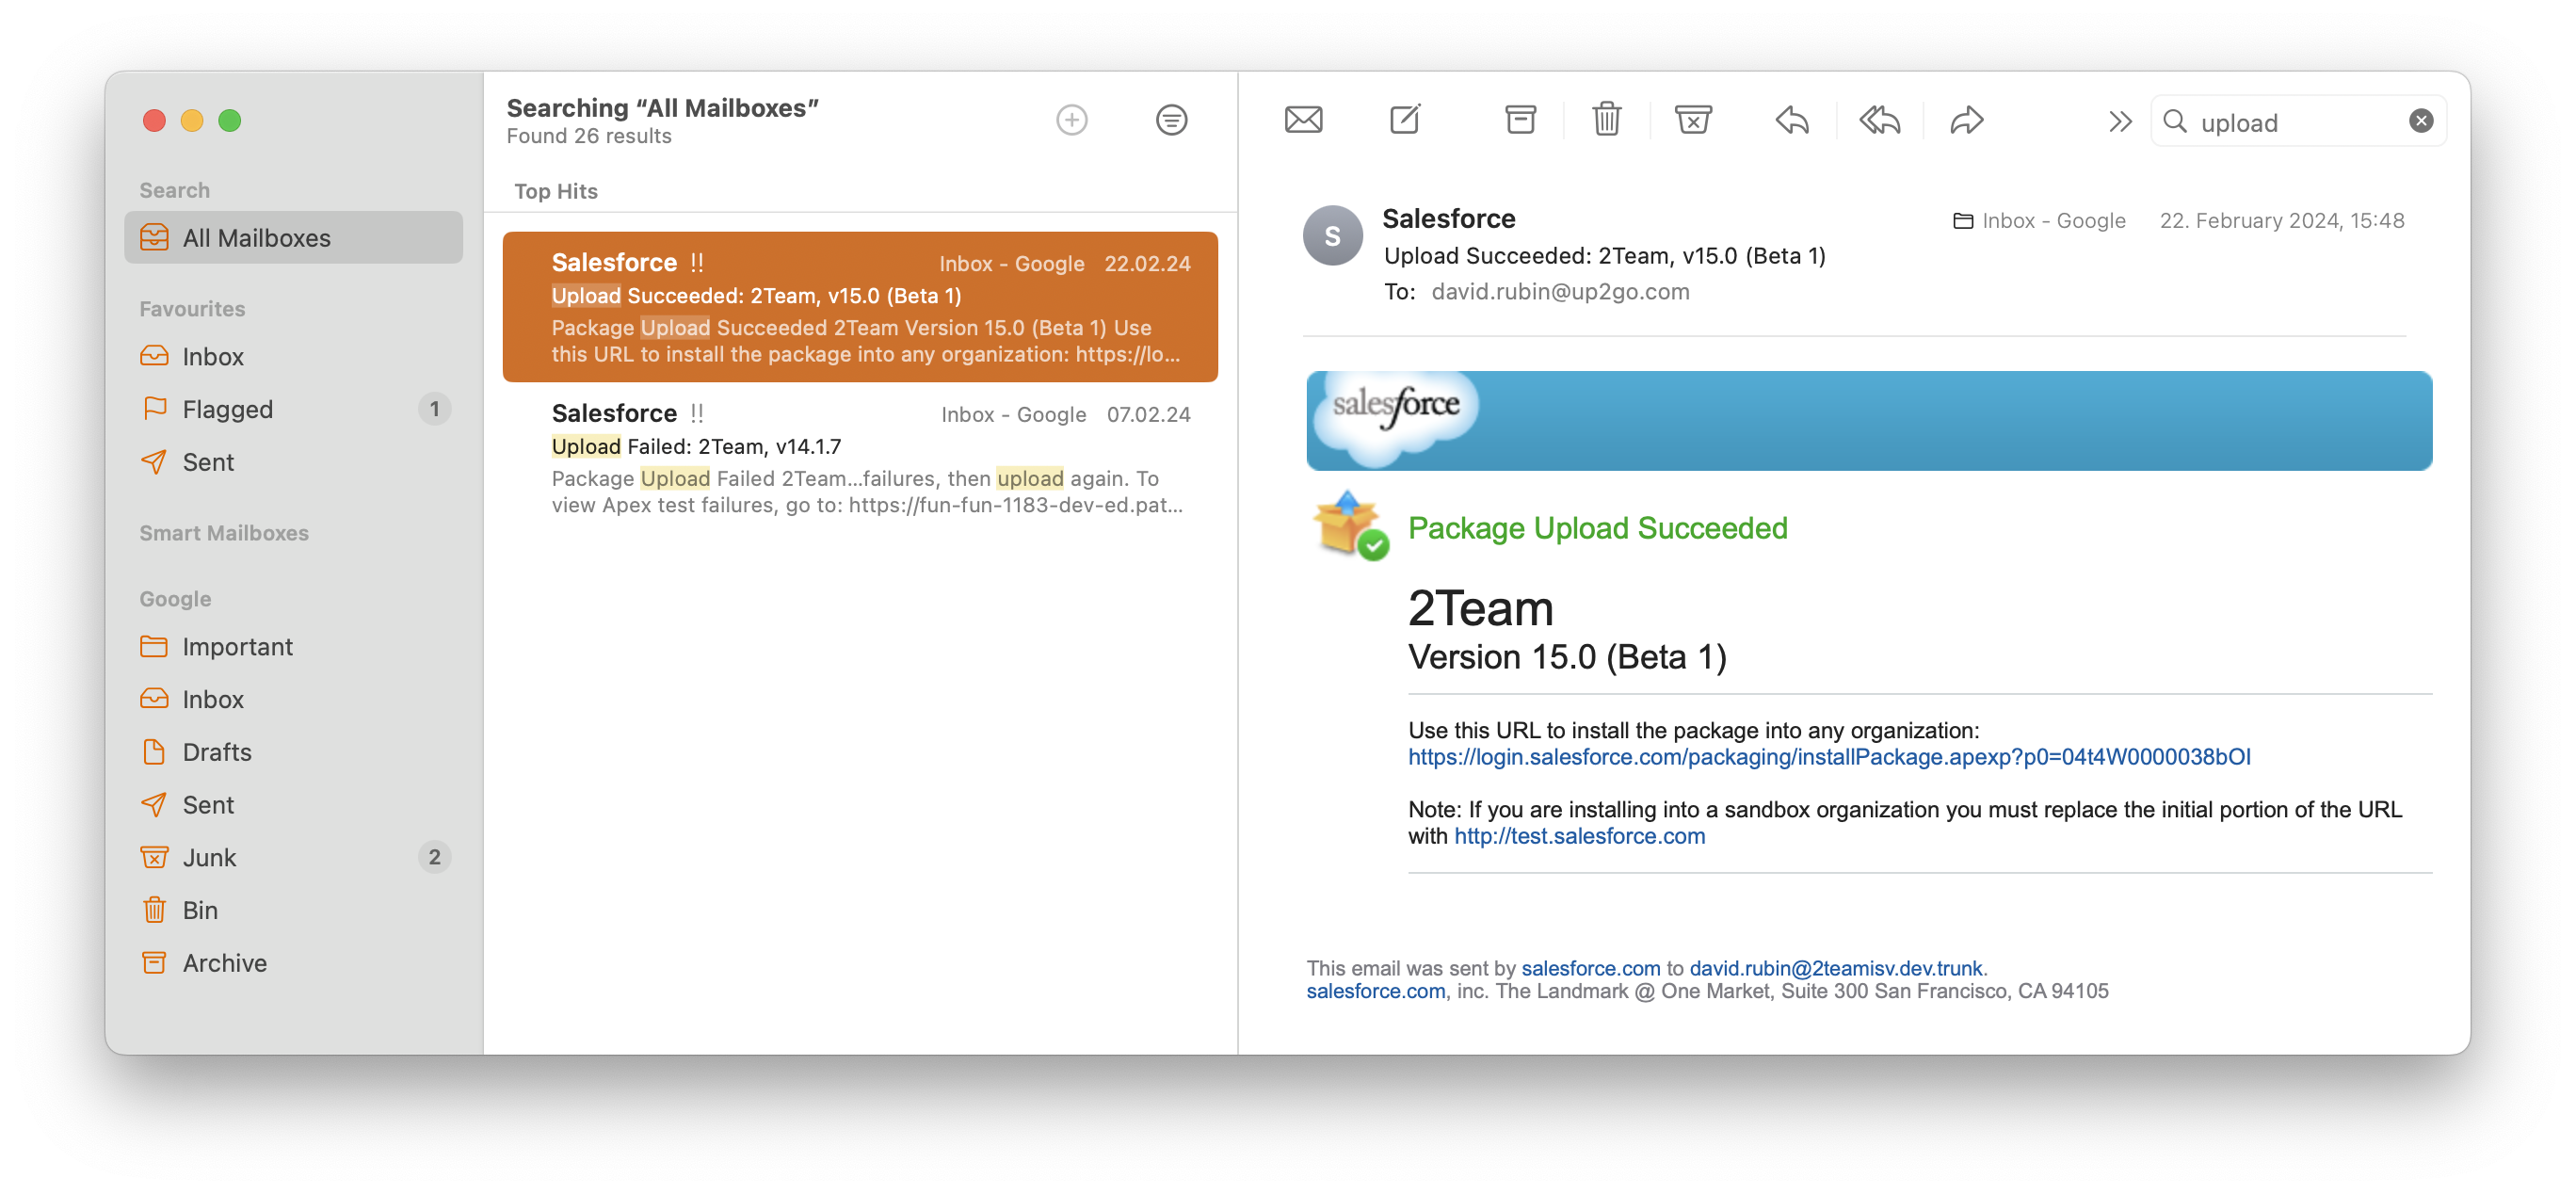 Search
All Mailboxes
Favourites
Inbox
Flagged 1
Sent
Smart Mailboxes
Google
Important
Inbox
Drafts
Sent
Junk 2
Bin
Archive
Searching “All Mailboxes”
Found 26 results
Top Hits
Salesforce !! Inbox - Google 22.02.24
Upload Succeeded: 2Team, v15.0 (Beta 1)
Package Upload Succeeded 2Team Version 15.0 (Beta 1) Use
this URL to install the package into any organization: https://lo...
Salesforce !! Inbox - Google 07.02.24
Upload Failed: 2Team, v14.1.7
Package Upload Failed 2Team...failures, then upload again. To
view Apex test failures, go to: https://fun-fun-1183-dev-ed.pat...
upload
S
Salesforce Inbox - Google 22. February 2024, 15:48
Upload Succeeded: 2Team, v15.0 (Beta 1)
To: david.rubin@up2go.com
salesforce
Package Upload Succeeded
2Team
Version 15.0 (Beta 1)
Use this URL to install the package into any organization:
https://login.salesforce.com/packaging/installPackage.apexp?p0=04t4W0000038bOI
Note: If you are installing into a sandbox organization you must replace the initial portion of the URL
with http://test.salesforce.com
This email was sent by salesforce.com to david.rubin@2teamisv.dev.trunk.
salesforce.com, inc. The Landmark @ One Market, Suite 300 San Francisco, CA 94105